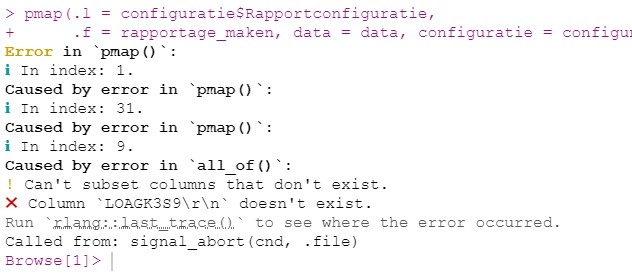 > pmap(.l = configuratie$Rapportconfiguratie,
+      .f = rapportage_maken, data = data, configuratie = configu
Error in `pmap()`:
ℹ In index: 1.
Caused by error in `pmap()`:
ℹ In index: 31.
Caused by error in `pmap()`:
ℹ In index: 9.
Caused by error in `all_of()`:
! Can't subset columns that don't exist.
✖ Column `LOAGK3S9\r\n` doesn't exist.
Run `rlang::last_trace()` to see where the error occurred.
Called from: signal_abort(cnd, .file)
Browse[1]>